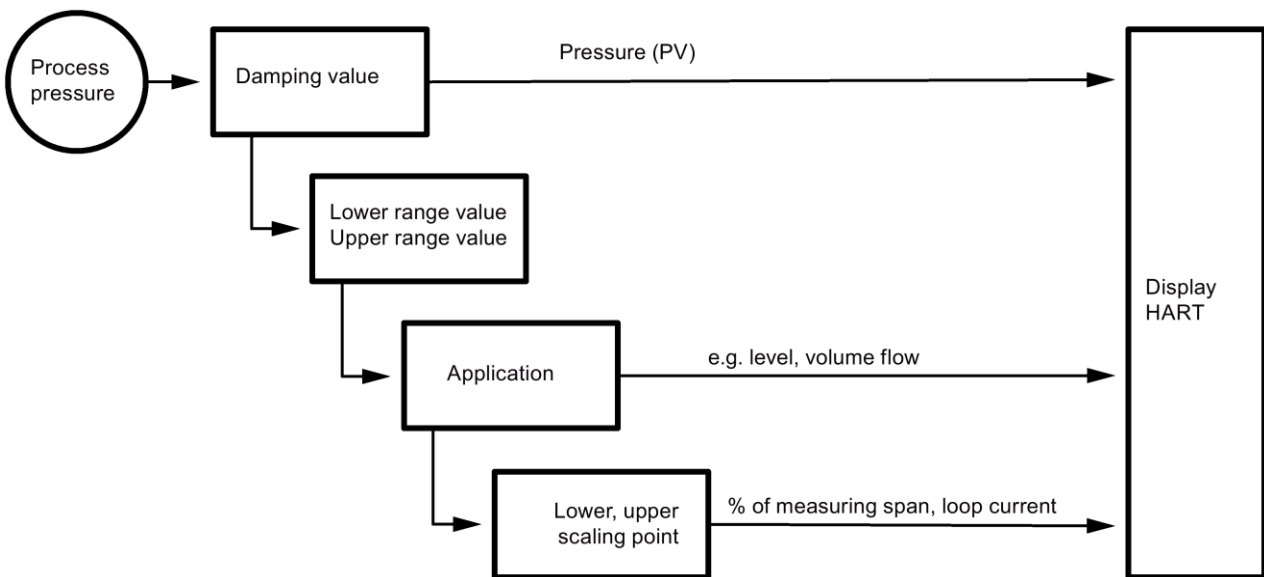 Process
pressure
Damping value
Pressure (PV)
Lower range value
Upper range value
Display
HART
Application
e.g. level, volume flow
Lower, upper
scaling point
% of measuring span, loop current